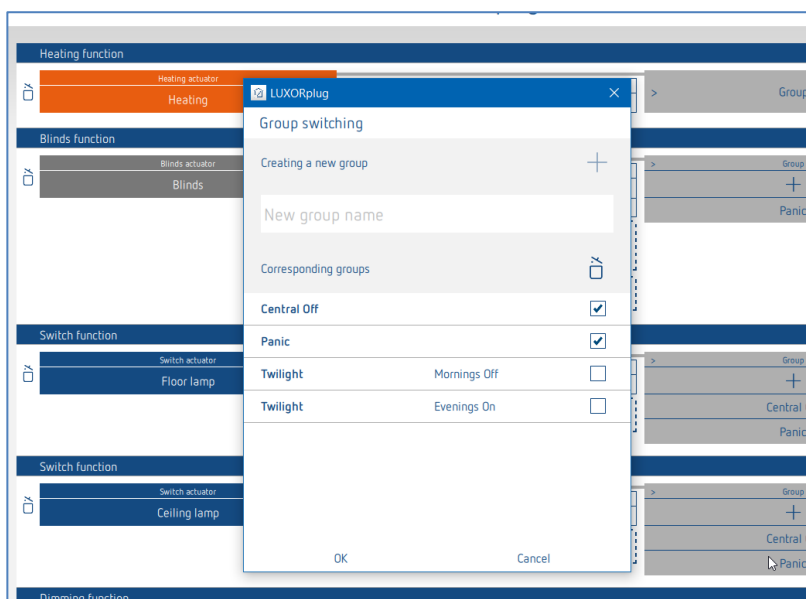 Heating function
Heating actuator
Heating
Group
Blinds function
Blinds actuator
Blinds
> Group
Panic
Switch function
Switch actuator
Floor lamp
> Group
Central
Panic
Switch function
Switch actuator
Ceiling lamp
> Group
Central
Panic
Dimming function
LUXORplug
Group switching
Creating a new group
New group name
Corresponding groups
Central Off
Panic
Twilight Mornings Off
Twilight Evenings On
OK Cancel